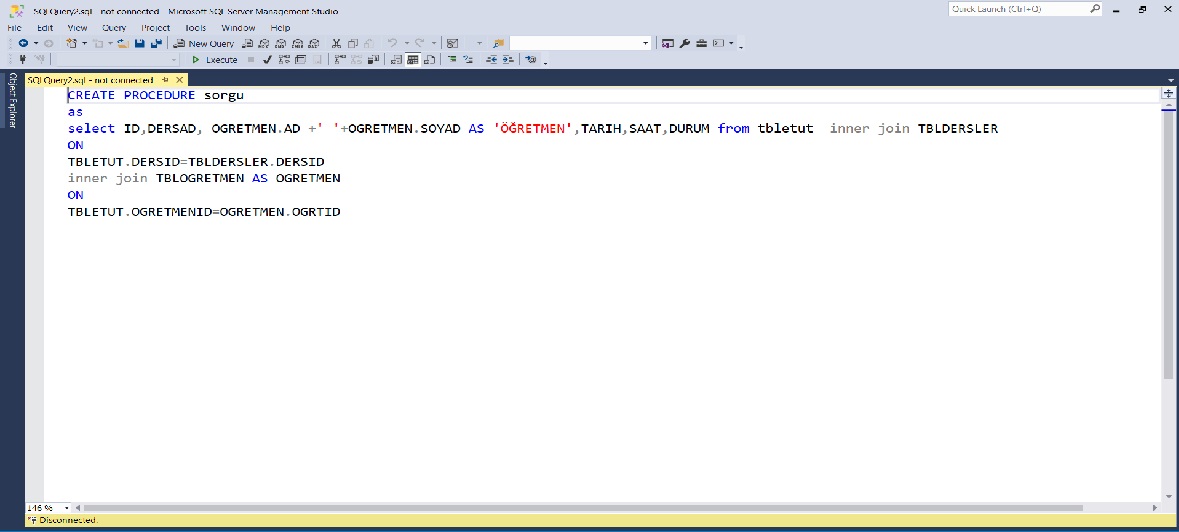 SQLQuery2.sql - not connected - Microsoft SQL Server Management Studio
Quick Launch (Ctrl+Q)
File Edit View Query Project Tools Window Help
New Query
Execute
Object Explorer
SQLQuery2.sql - not connected
CREATE PROCEDURE sorgu
as
select ID,DERSAD, OGRETMEN.AD +' '+OGRETMEN.SOYAD AS 'ÖĞRETMEN',TARIH,SAAT,DURUM from tbletut  inner join TBLDERSLER
ON
TBLETUT.DERSID=TBLDERSLER.DERSID
inner join TBLOGRETMEN AS OGRETMEN
ON
TBLETUT.OGRETMENID=OGRETMEN.OGRTID
146 %
Disconnected.